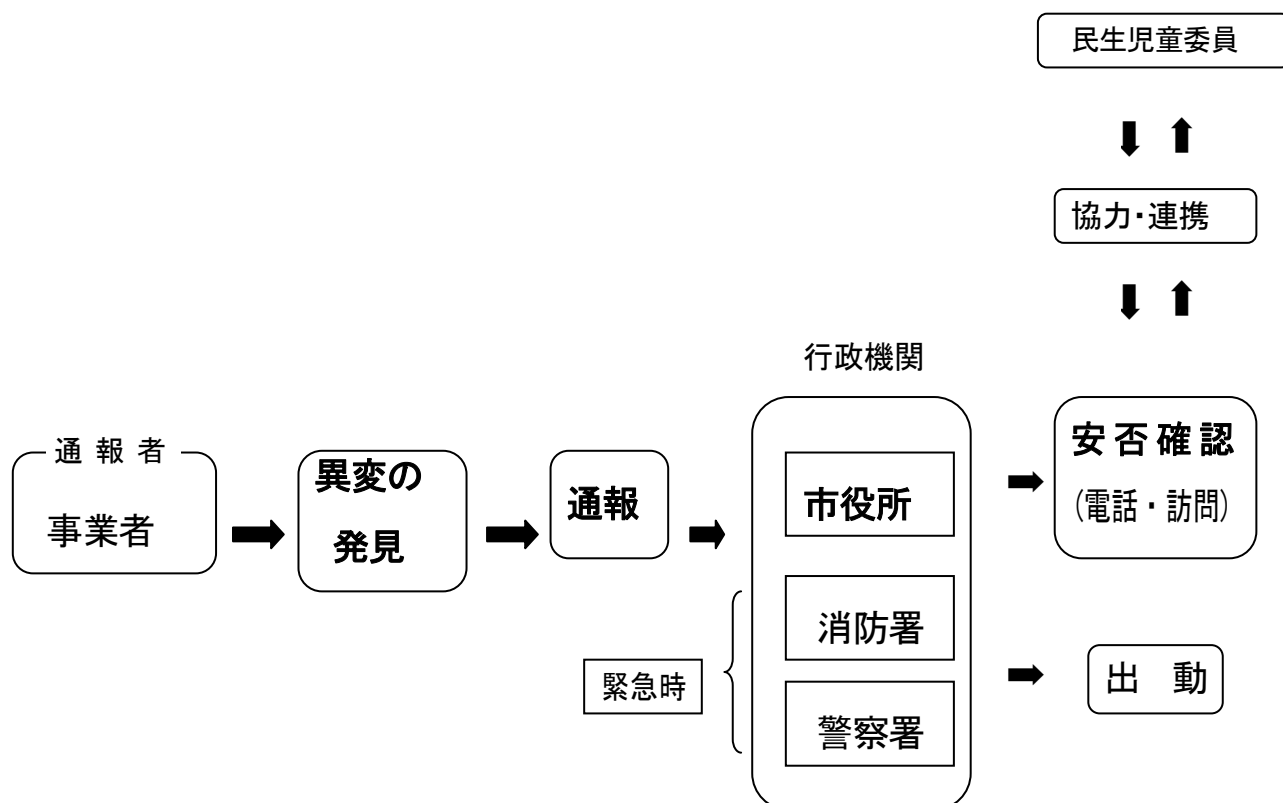 民生児童委員
協力・連携
行政機関
通報者
事業者
異変の
発見
通報
市役所
消防署
警察署
緊急時
安否確認
(電話・訪問)
出動